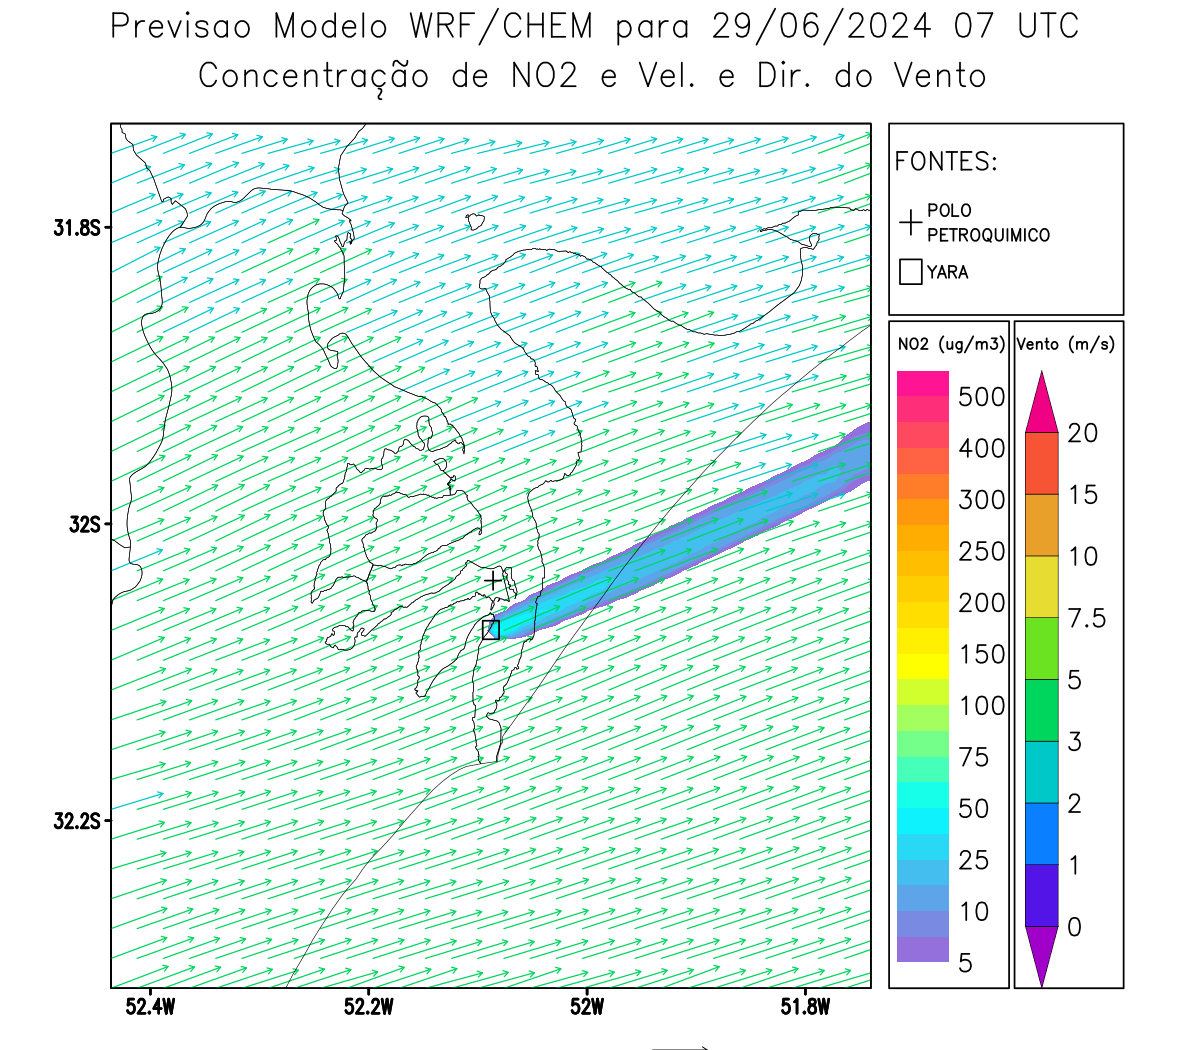 Previsao Modelo WRF/CHEM para 29/06/2024 07 UTC
Concentração de NO2 e Vel. e Dir. do Vento
FONTES:
POLO
PETROQUIMICO
YARA
31.8S
32S
32.2S
52.4W
52.2W
52W
51.8W
NO2 (ug/m3)
500
400
300
250
200
150
100
75
50
25
10
5
Vento (m/s)
20
15
10
7.5
5
3
2
1
0